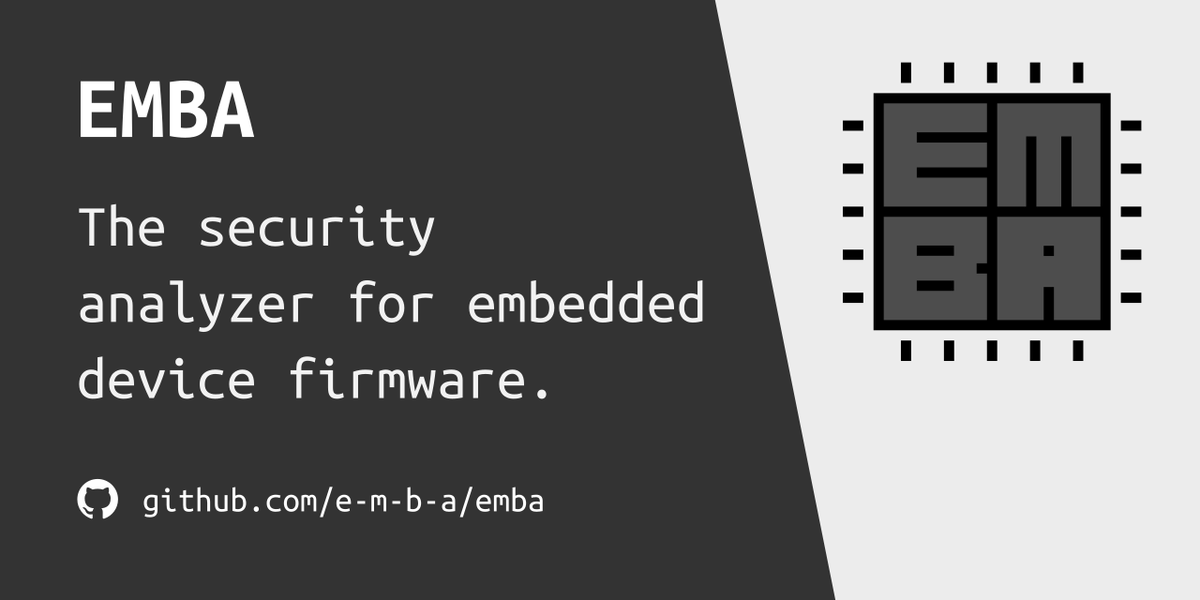 EMBA
The security
analyzer for embedded
device firmware.
github.com/e-m-b-a/emba
EM
BA